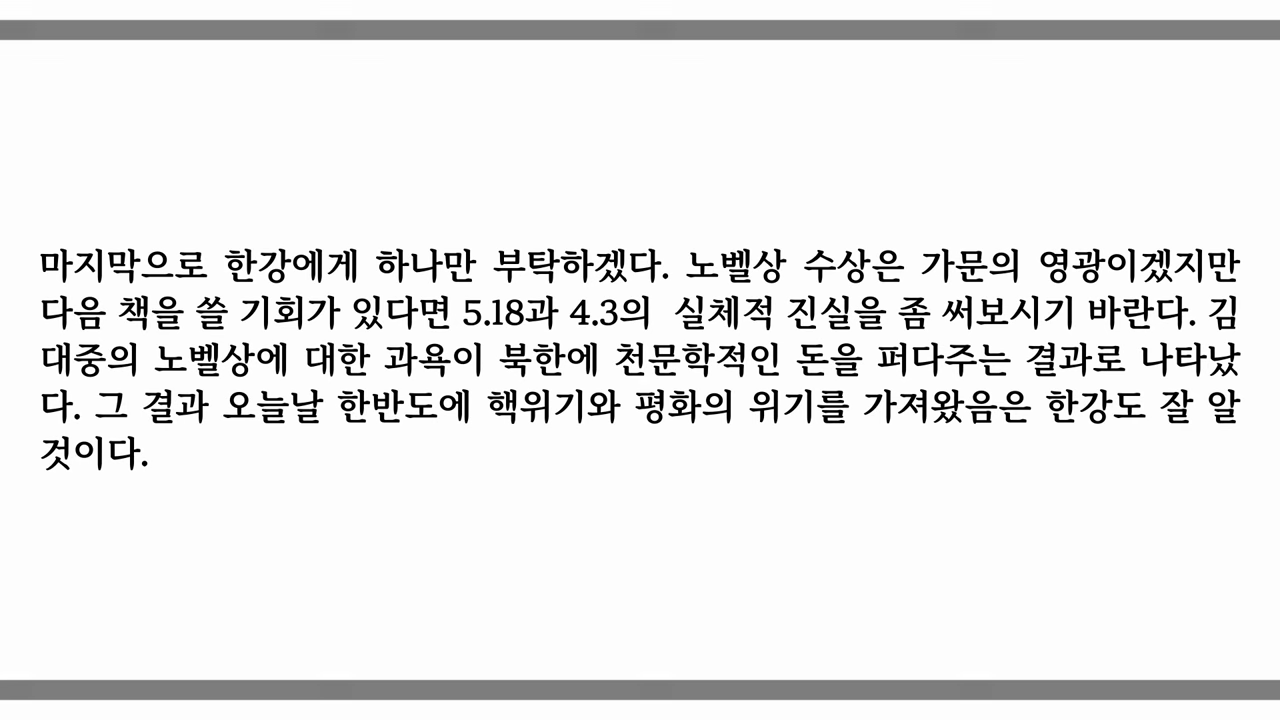 마지막으로 한강에게 하나만 부탁하겠다. 노벨상 수상은 가문의 영광이겠지만
다음 책을 쓸 기회가 있다면 5.18과 4.3의 실체적 진실을 좀 써보시기 바란다. 김
대중의 노벨상에 대한 과욕이 북한에 천문학적인 돈을 퍼다주는 결과로 나타났
다. 그 결과 오늘날 한반도에 핵위기와 평화의 위기를 가져왔음은 한강도 잘 알
것이다.